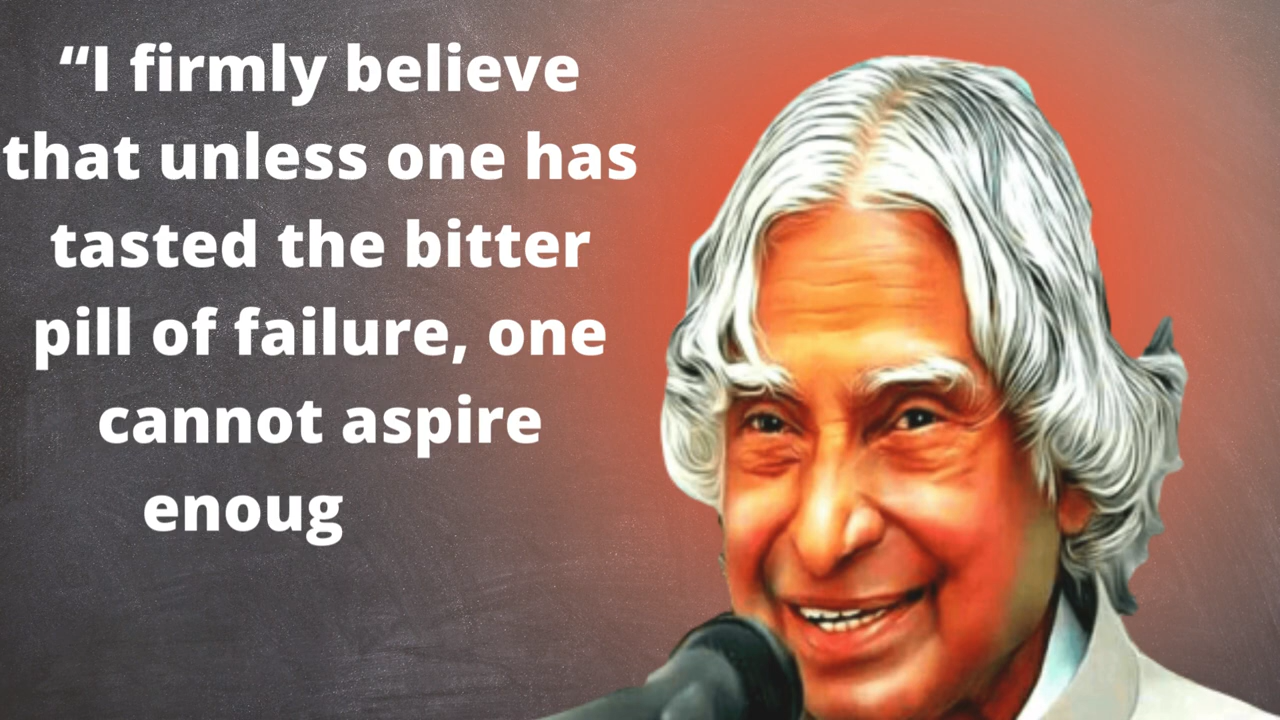 “I firmly believe
that unless one has
tasted the bitter
pill of failure, one
cannot aspire
enoug